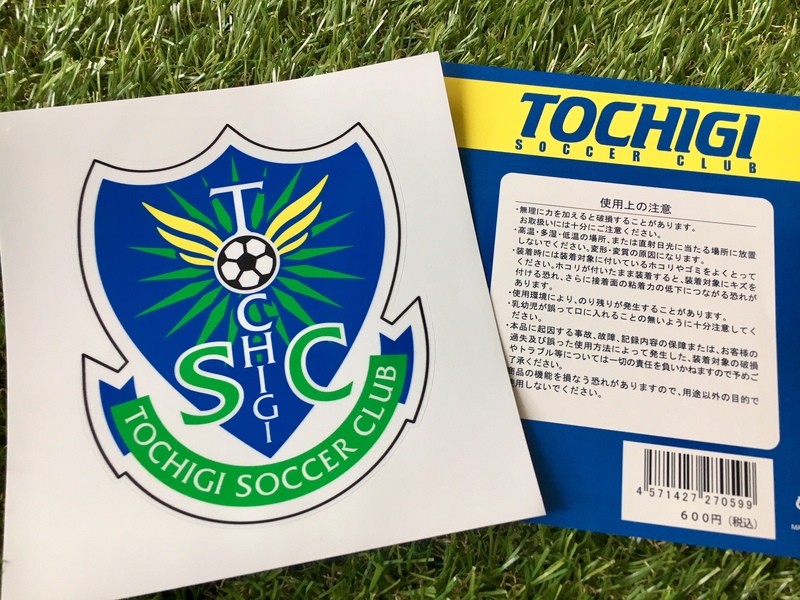 TOCHIGI
SC
TOCHIGI SOCCER CLUB
TOCHIGI
SOCCER CLUB
使用上の注意
・無理に力を加えると破損することがあります。
お取扱いには十分にご注意ください。
・高温・多湿・低温の場所、または直射日光に当たる場所に放置
しないでください。変形・変質の原因になります。
・装着時には装着対象に付いているホコリやゴミをよくとって
ください。ホコリが付いたまま装着すると、装着対象にキズを
付ける恐れ、さらに接着面の粘着力の低下につながる恐れが
あります。
・使用環境により、のり残りが発生することがあります。
・乳幼児が誤って口に入れることの無いように十分注意してく
ださい。
・本品に起因する事故、故障、記録内容の保障または、お客様の
過失及び誤った使用方法によって発生した、装着対象の破損
やトラブル等については一切の責任を負いかねますので予めご
了承ください。
商品の機能を損なう恐れがありますので、用途以外の目的で
使用しないでください。
4 571427 270599
600円(税込)